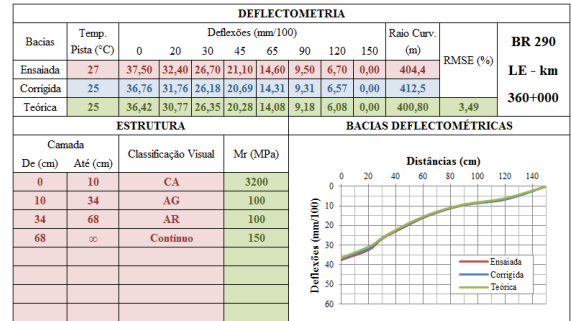 DEFLECTOMETRIA
Bacias Temp. Pista (°C) Deflexões (mm/100) Raio Curv. (m) RMSE (%) BR 290
0 20 30 45 65 90 120 150
Ensaiada 27 37,50 32,40 26,70 21,10 14,60 9,50 6,70 0,00 404,4 LE - km
Corrigida 25 36,76 31,76 26,18 20,69 14,31 9,31 6,57 0,00 412,5 360+000
Teórica 25 36,42 30,77 26,35 20,28 14,08 9,18 6,08 0,00 400,80 3,49
ESTRUTURA BACIAS DEFLECTOMÉTRICAS
Camada Classificação Visual Mr (MPa)
De (cm) Até (cm)
0 10 CA 3200
10 34 AG 100
34 68 AR 100
68 ∞ Contínuo 150
Distâncias (cm)
0 20 40 60 80 100 120 140
Deflexões (mm/100)
0
10
20
30
40
50
60
Ensaiada
Corrigida
Teórica